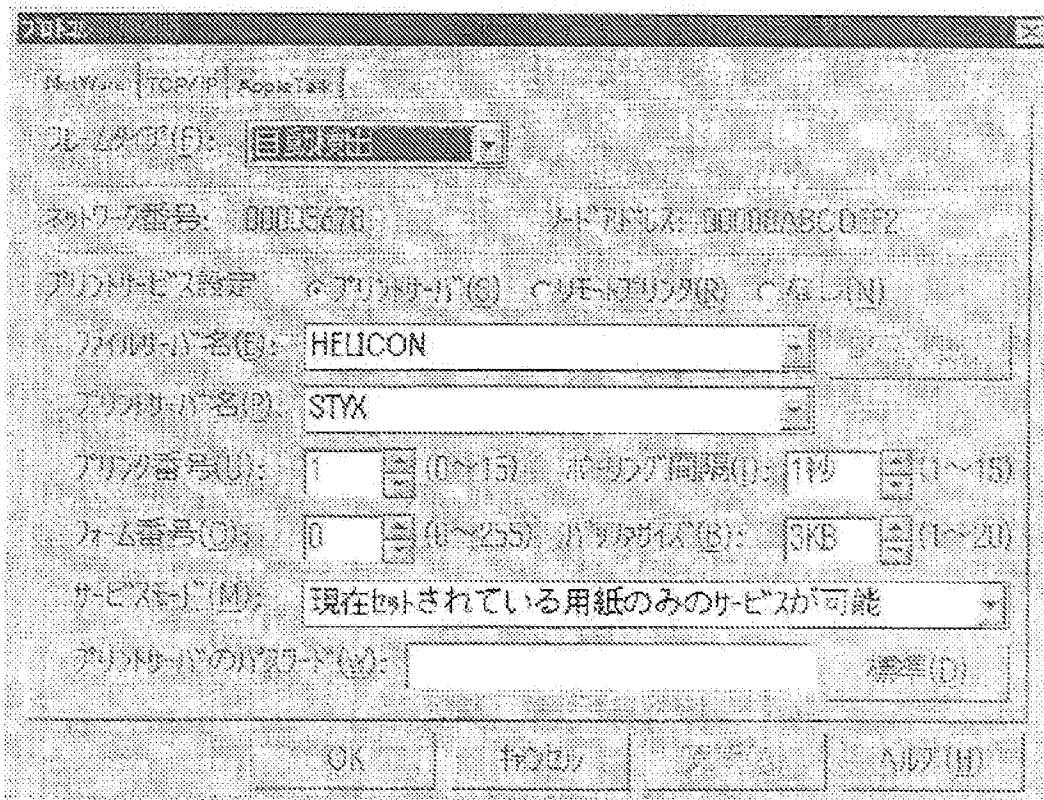 プロトコル
NetWare TCP/IP AppleTalk
フレームタイプ(F): 自動検出
ネットワーク番号: 00005678 ノードアドレス: 00000ABCDEF2
プリントサービス設定 プリントサーバ(S) リモートプリンタ(R) なし(N)
ファイルサーバ名(E): HELICON
プリントサーバ名(P): STYX
プリンタ番号(U): 1 (0～15) ポーリング間隔(I): 1秒 (1～15)
フォーム番号(O): 0 (0～255) バッファサイズ(B): 3KB (1～20)
サービスモード(M): 現在セットされている用紙のみのサービスが可能
プリントサーバのパスワード(W): 標準(D)
OK キャンセル ヘルプ(H)